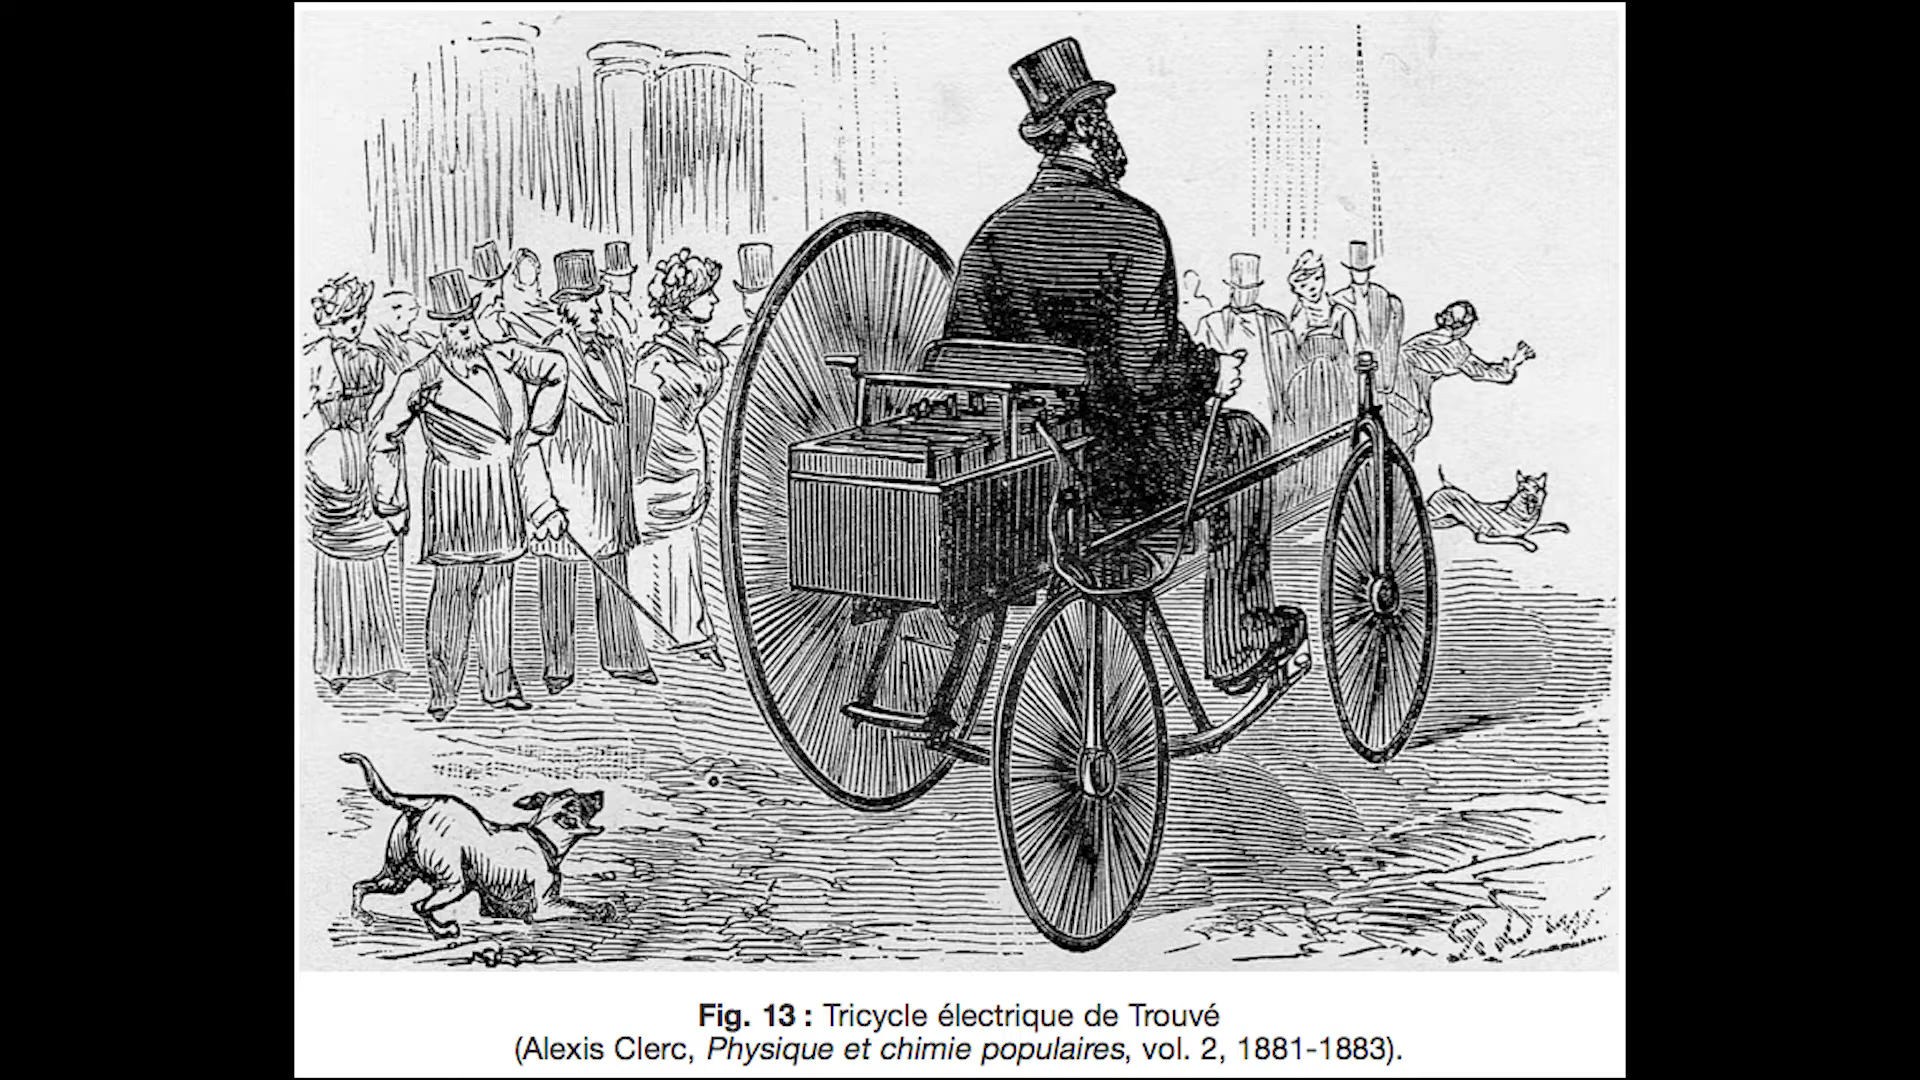 Fig. 13 : Tricycle électrique de Trouvé
(Alexis Clerc, Physique et chimie populaires, vol. 2, 1881-1883).